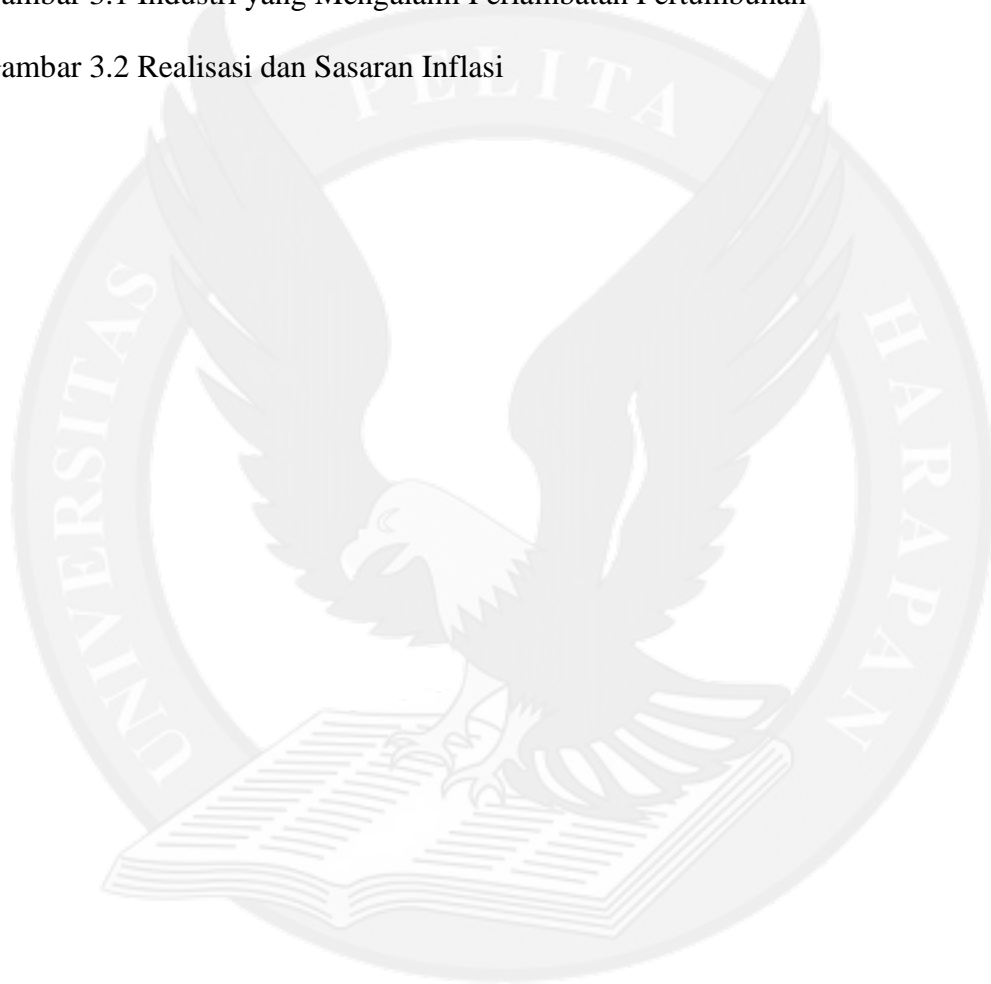 ambar 3.1 Industri yang Mengalami Perlambatan Pertumbuhan
ambar 3.2 Realisasi dan Sasaran Inflasi
UNIVERSITAS PELITA HARAPAN